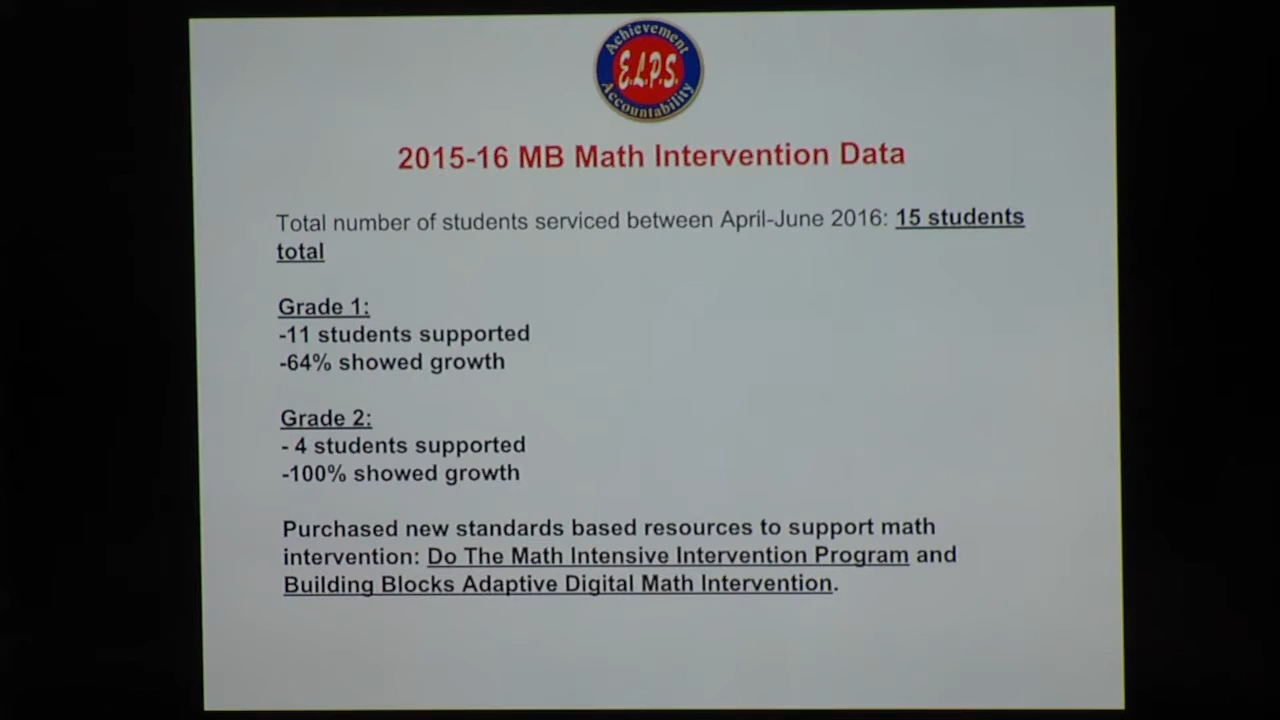 Achievement
E.L.P.S.
Accountability
2015-16 MB Math Intervention Data
Total number of students serviced between April-June 2016: 15 students
total
Grade 1:
-11 students supported
-64% showed growth
Grade 2:
- 4 students supported
-100% showed growth
Purchased new standards based resources to support math
intervention: Do The Math Intensive Intervention Program and
Building Blocks Adaptive Digital Math Intervention.